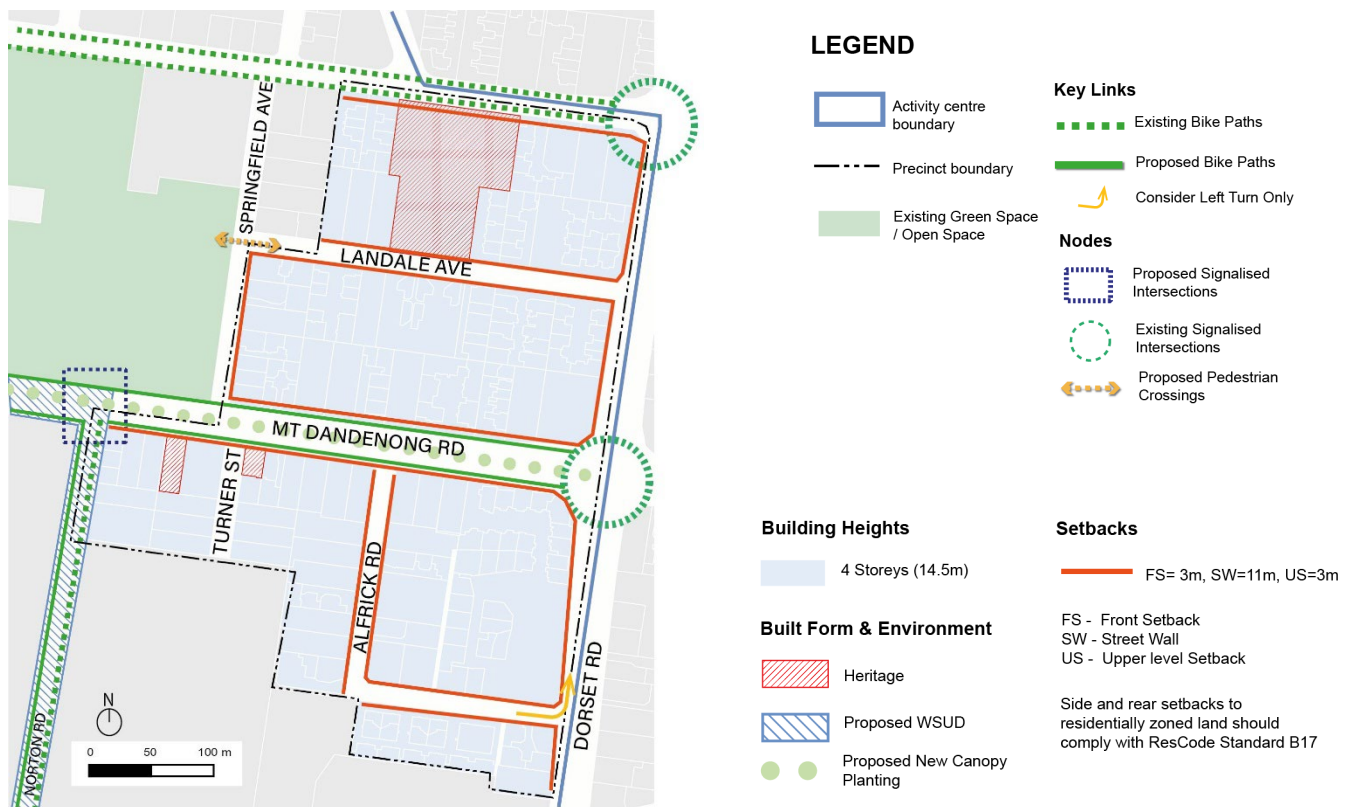 SPRINGFIELD AVE
LANDALE AVE
MT DANDENONG RD
TURNER ST
ALFRICK RD
DORSET RD
NORTON RD
N
0 50 100 m
LEGEND
Activity centre
boundary
Precinct boundary
Existing Green Space
/ Open Space
Key Links
Existing Bike Paths
Proposed Bike Paths
Consider Left Turn Only
Nodes
Proposed Signalised
Intersections
Existing Signalised
Intersections
Proposed Pedestrian
Crossings
Building Heights
4 Storeys (14.5m)
Built Form & Environment
Heritage
Proposed WSUD
Proposed New Canopy
Planting
Setbacks
FS= 3m, SW=11m, US=3m
FS - Front Setback
SW - Street Wall
US - Upper level Setback
Side and rear setbacks to
residentially zoned land should
comply with ResCode Standard B17